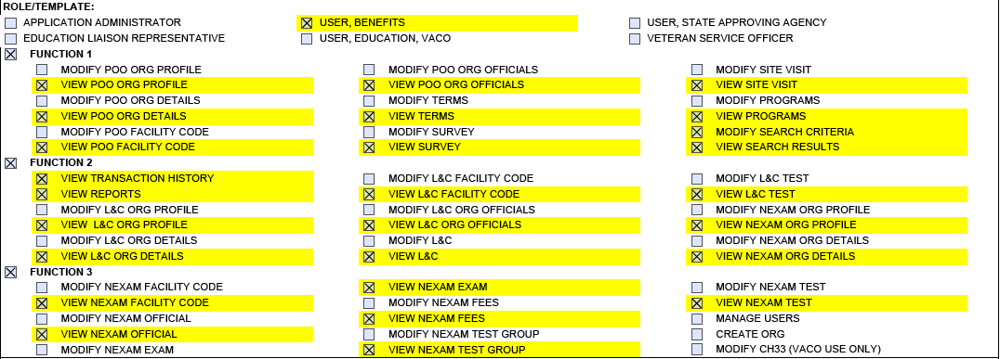 ROLE/TEMPLATE:
APPLICATION ADMINISTRATOR USER, BENEFITS USER, STATE APPROVING AGENCY
EDUCATION LIAISON REPRESENTATIVE USER, EDUCATION, VACO VETERAN SERVICE OFFICER
FUNCTION 1
MODIFY POO ORG PROFILE MODIFY POO ORG OFFICIALS MODIFY SITE VISIT
VIEW POO ORG PROFILE VIEW POO ORG OFFICIALS VIEW SITE VISIT
MODIFY POO ORG DETAILS MODIFY TERMS MODIFY PROGRAMS
VIEW POO ORG DETAILS VIEW TERMS VIEW PROGRAMS
MODIFY POO FACILITY CODE MODIFY SURVEY MODIFY SEARCH CRITERIA
VIEW POO FACILITY CODE VIEW SURVEY VIEW SEARCH RESULTS
FUNCTION 2
VIEW TRANSACTION HISTORY MODIFY L&C FACILITY CODE MODIFY L&C TEST
VIEW REPORTS VIEW L&C FACILITY CODE VIEW L&C TEST
MODIFY L&C ORG PROFILE MODIFY L&C ORG OFFICIALS MODIFY NEXAM ORG PROFILE
VIEW L&C ORG PROFILE VIEW L&C ORG OFFICIALS VIEW NEXAM ORG PROFILE
MODIFY L&C ORG DETAILS MODIFY L&C MODIFY NEXAM ORG DETAILS
VIEW L&C ORG DETAILS VIEW L&C VIEW NEXAM ORG DETAILS
FUNCTION 3
MODIFY NEXAM FACILITY CODE VIEW NEXAM EXAM MODIFY NEXAM TEST
VIEW NEXAM FACILITY CODE MODIFY NEXAM FEES VIEW NEXAM TEST
MODIFY NEXAM OFFICIAL VIEW NEXAM FEES MANAGE USERS
VIEW NEXAM OFFICIAL MODIFY NEXAM TEST GROUP CREATE ORG
MODIFY NEXAM EXAM VIEW NEXAM TEST GROUP MODIFY CH33 (VACO USE ONLY)